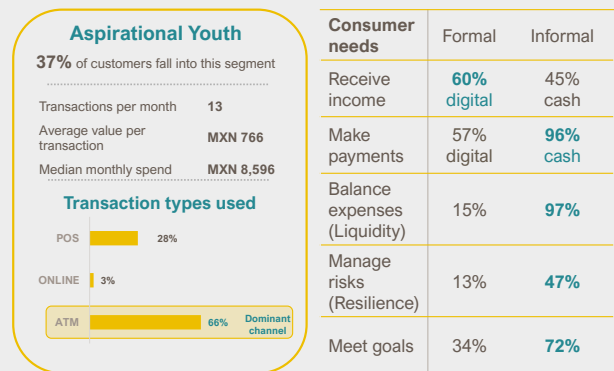 Aspirational Youth
37% of customers fall into this segment
Transactions per month 13
Average value per
transaction
MXN 766
Median monthly spend MXN 8,596
Transaction types used
POS 28%
ONLINE 3%
ATM 66% Dominant
channel
Consumer
needs
Formal Informal
Receive
income
60%
digital
45%
cash
Make
payments
57%
digital
96%
cash
Balance
expenses
(Liquidity)
15% 97%
Manage
risks
(Resilience)
13% 47%
Meet goals 34% 72%